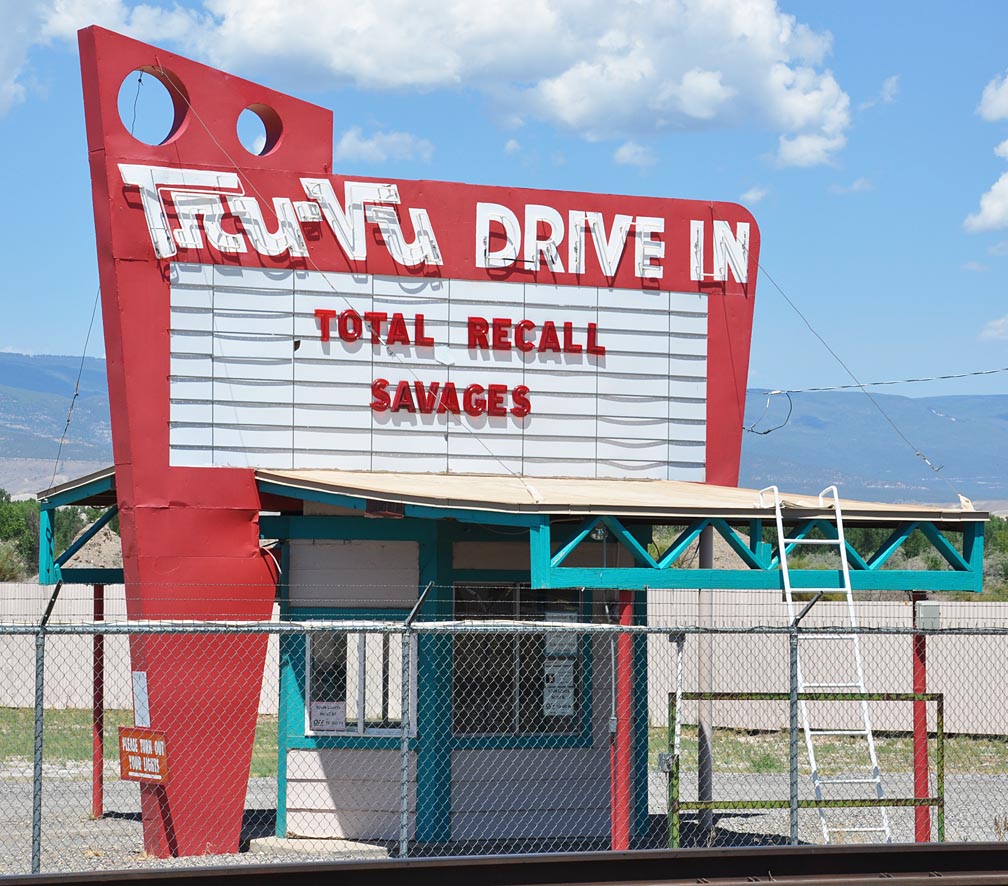 Tru-Vu DRIVE IN
TOTAL RECALL
SAVAGES
PLEASE TURN OUT
YOUR LIGHTS